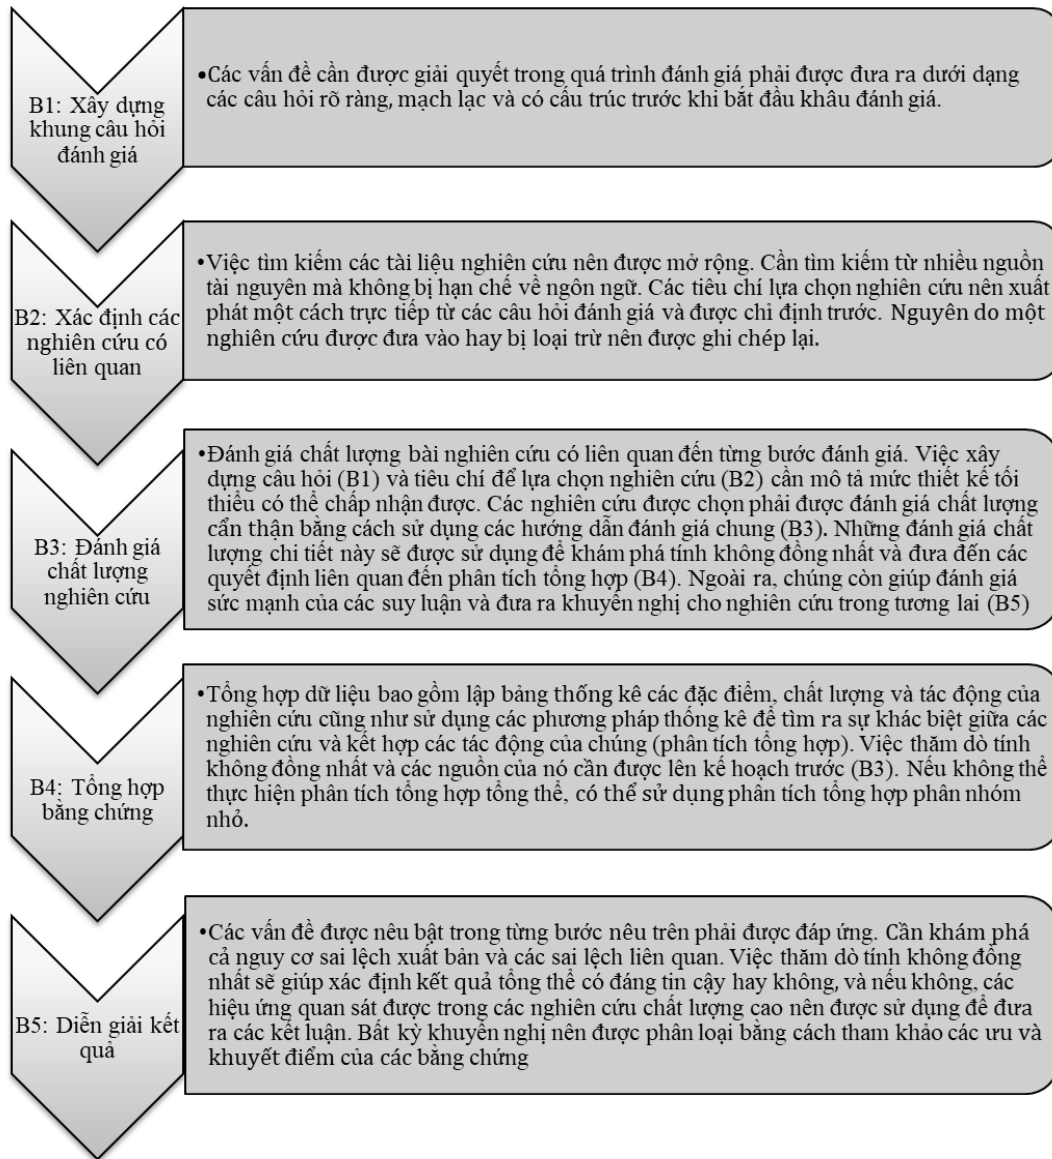 B1: Xây dựng
khung câu hỏi
đánh giá
•Các vấn đề cần được giải quyết trong quá trình đánh giá phải được đưa ra dưới dạng
các câu hỏi rõ ràng, mạch lạc và có cấu trúc trước khi bắt đầu khâu đánh giá.
B2: Xác định các
nghiên cứu có
liên quan
•Việc tìm kiếm các tài liệu nghiên cứu nên được mở rộng. Cần tìm kiếm từ nhiều nguồn
tài nguyên mà không bị hạn chế về ngôn ngữ. Các tiêu chí lựa chọn nghiên cứu nên xuất
phát một cách trực tiếp từ các câu hỏi đánh giá và được chỉ định trước. Nguyên do một
nghiên cứu được đưa vào hay bị loại trừ nên được ghi chép lại.
B3: Đánh giá
chất lượng
nghiên cứu
•Đánh giá chất lượng bài nghiên cứu có liên quan đến từng bước đánh giá. Việc xây
dựng câu hỏi (B1) và tiêu chí để lựa chọn nghiên cứu (B2) cần mô tả mức thiết kế tối
thiểu có thể chấp nhận được. Các nghiên cứu được chọn phải được đánh giá chất lượng
cẩn thận bằng cách sử dụng các hướng dẫn đánh giá chung (B3). Những đánh giá chất
lượng chi tiết này sẽ được sử dụng để khám phá tính không đồng nhất và đưa đến các
quyết định liên quan đến phân tích tổng hợp (B4). Ngoài ra, chúng còn giúp đánh giá
sức mạnh của các suy luận và đưa ra khuyến nghị cho nghiên cứu trong tương lai (B5)
B4: Tổng hợp
bằng chứng
•Tổng hợp dữ liệu bao gồm lập bảng thống kê các đặc điểm, chất lượng và tác động của
nghiên cứu cũng như sử dụng các phương pháp thống kê để tìm ra sự khác biệt giữa các
nghiên cứu và kết hợp các tác động của chúng (phân tích tổng hợp). Việc thăm dò tính
không đồng nhất và các nguồn của nó cần được lên kế hoạch trước (B3). Nếu không thể
thực hiện phân tích tổng hợp tổng thể, có thể sử dụng phân tích tổng hợp phân nhóm
nhỏ.
B5: Diễn giải kết
quả
•Các vấn đề được nêu bật trong từng bước nêu trên phải được đáp ứng. Cần khám phá
cả nguy cơ sai lệch xuất bản và các sai lệch liên quan. Việc thăm dò tính không đồng
nhất sẽ giúp xác định kết quả tổng thể có đáng tin cậy hay không, và nếu không, các
hiệu ứng quan sát được trong các nghiên cứu chất lượng cao nên được sử dụng để đưa
ra các kết luận. Bất kỳ khuyến nghị nên được phân loại bằng cách tham khảo các ưu và
khuyết điểm của các bằng chứng